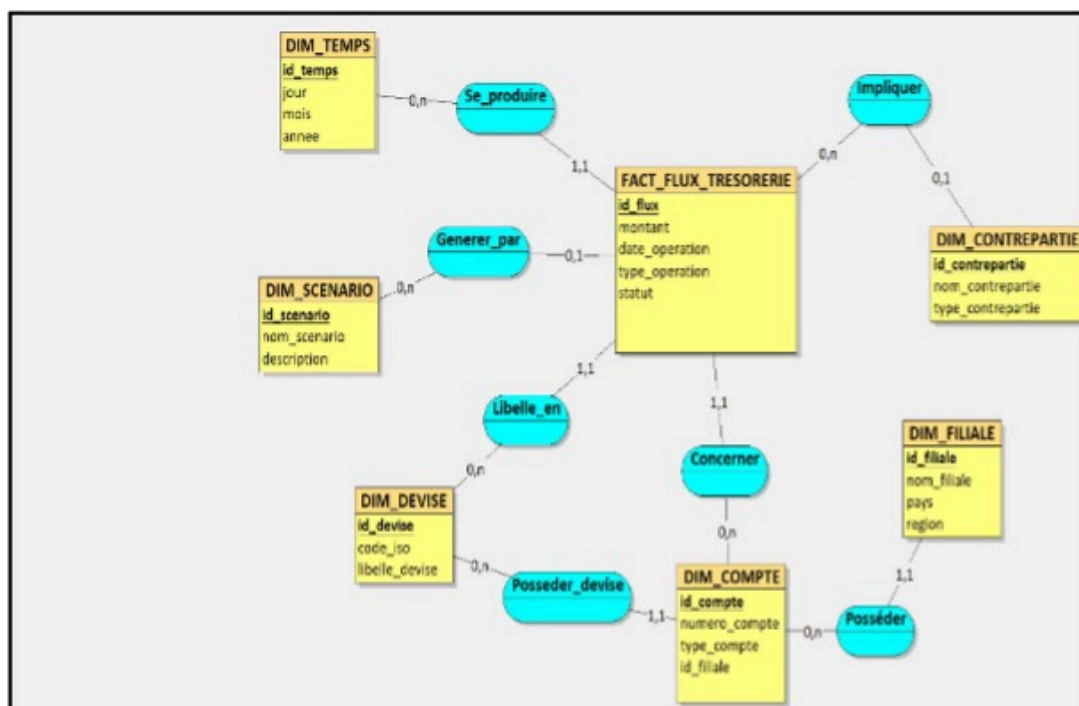 DIM_TEMPS
id_temps
jour
mois
annee
0,n
Se_produire
1,1
Impliquer
0,n
0,1
FACT_FLUX_TRESORERIE
id_flux
montant
date_operation
type_operation
statut
Génerer_par
0,1
0,n
DIM_SCENARIO
id_scenario
nom_scenario
description
DIM_CONTREPARTIE
id_contrepartie
nom_contrepartie
type_contrepartie
1,1
Libelle_en
0,n
1,1
Concerner
0,n
DIM_FILIALE
id_filiale
nom_filiale
pays
region
1,1
DIM_DEVISE
id_devise
code_iso
libelle_devise
0,n
Posseder_devise
1,1
DIM_COMPTE
id_compte
numero_compte
type_compte
id_filiale
0,n
Posséder